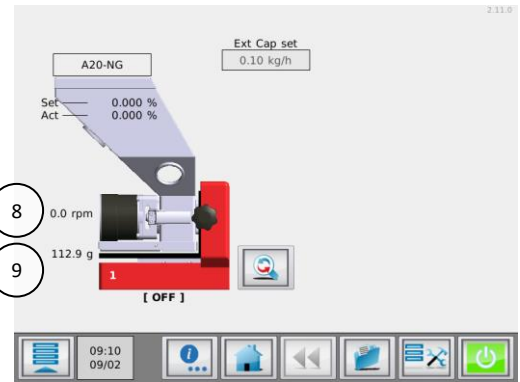 2.11.0
Ext Cap set
A20-NG
0.10 kg/h
Set 0.000 %
Act 0.000 %
8
0.0 rpm
9
112.9 g
1
[ OFF ]
09:10
09/02
i